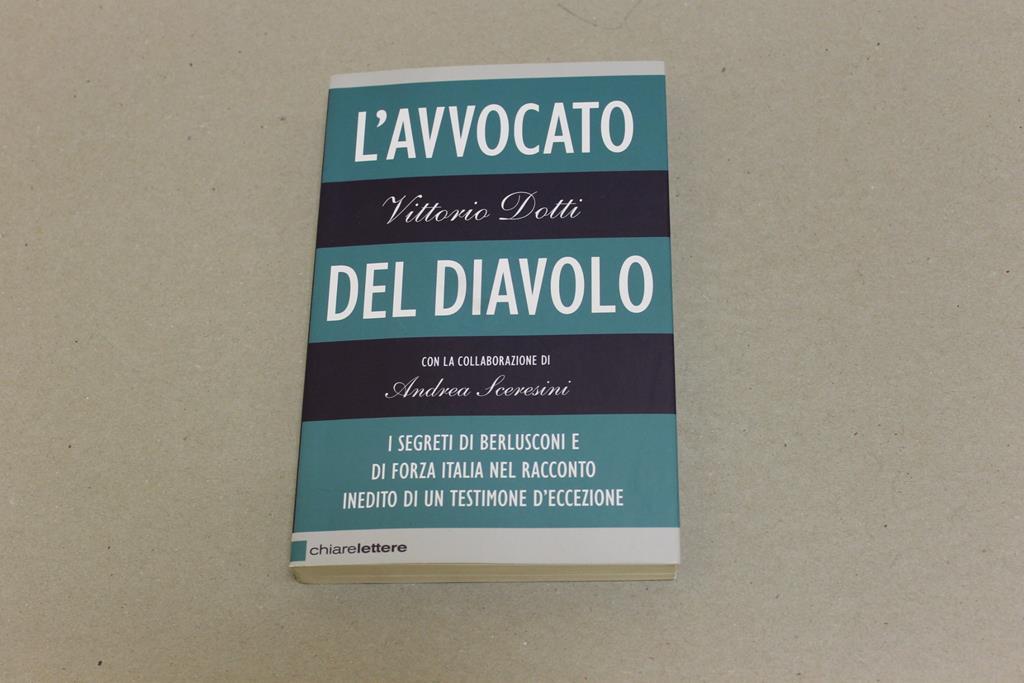 L'AVVOCATO
Vittorio Dotti
DEL DIAVOLO
CON LA COLLABORAZIONE DI
Andrea Sceresini
I SEGRETI DI BERLUSCONI E
DI FORZA ITALIA NEL RACCONTO
INEDITO DI UN TESTIMONE D'ECCEZIONE
chiarelettere